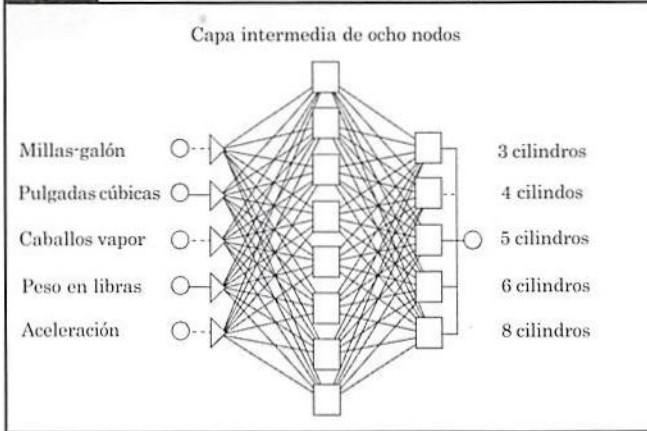 Capa intermedia de ocho nodos
Millas-galón
Pulgadas cúbicas
Caballos vapor
Peso en libras
Aceleración
3 cilindros
4 cilindos
5 cilindros
6 cilindros
8 cilindros